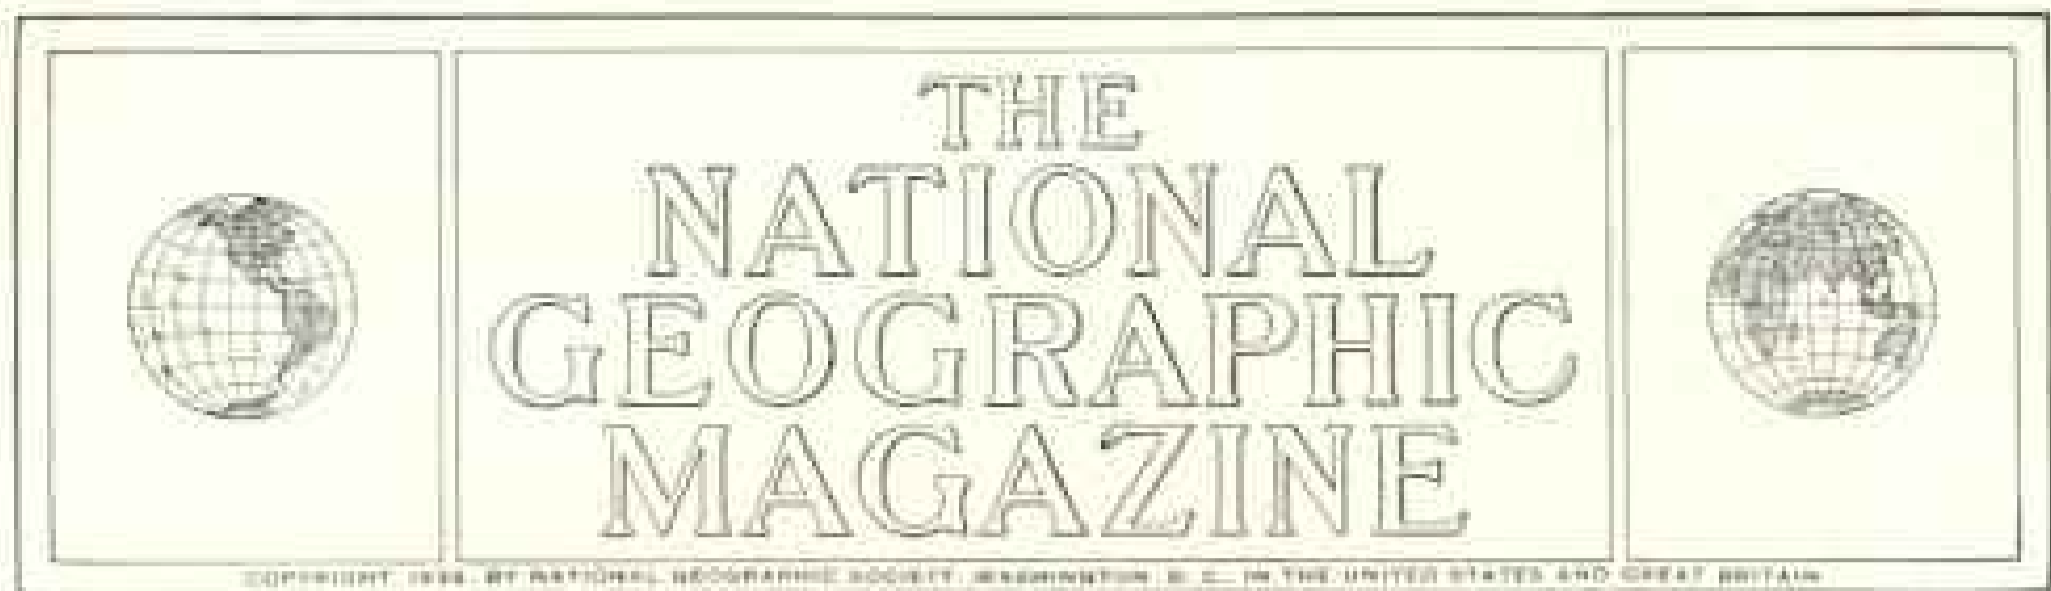 THE
NATIONAL
GEOGRAPHIC
MAGAZINE
COPYRIGHT BY NATIONAL GEOGRAPHIC SOCIETY, WASHINGTON, D. C. IN THE UNITED STATES AND GREAT BRITAIN